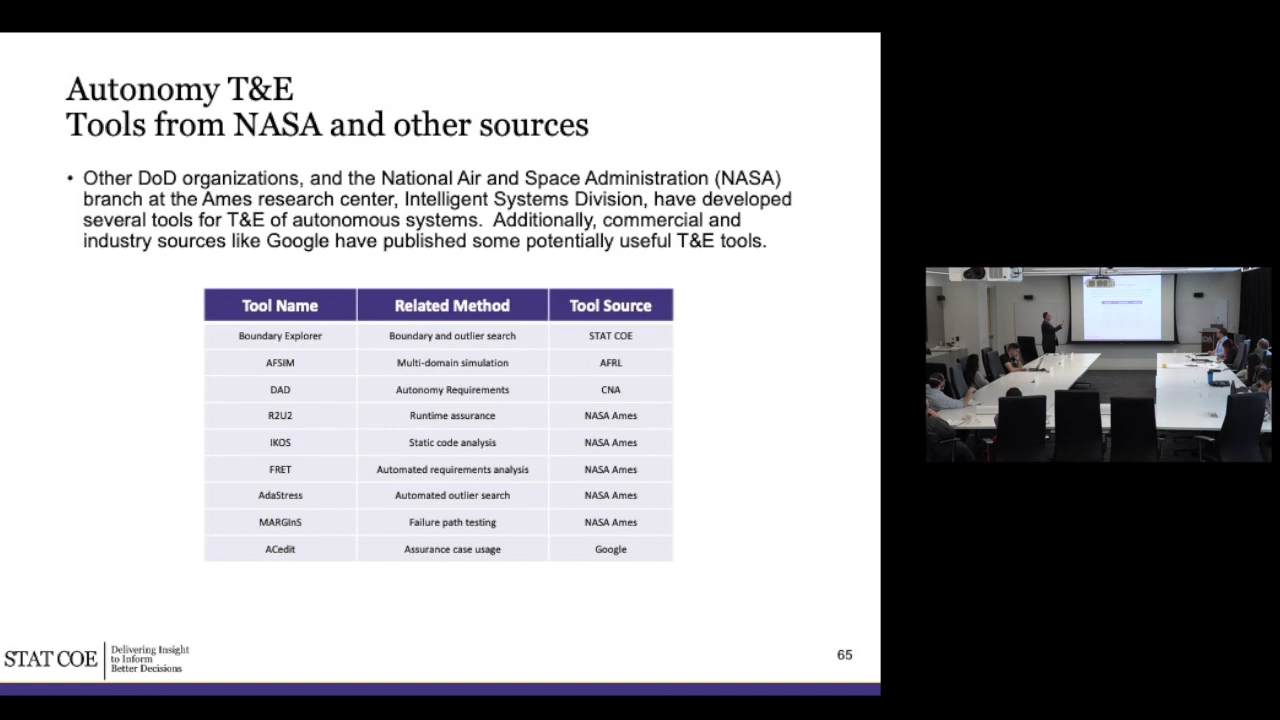 Autonomy T&E
Tools from NASA and other sources
• Other DoD organizations, and the National Air and Space Administration (NASA)
branch at the Ames research center, Intelligent Systems Division, have developed
several tools for T&E of autonomous systems.  Additionally, commercial and
industry sources like Google have published some potentially useful T&E tools.
Tool Name Related Method Tool Source
Boundary Explorer Boundary and outlier search STAT COE
AFSIM Multi-domain simulation AFRL
DAD Autonomy Requirements CNA
R2U2 Runtime assurance NASA Ames
IKOS Static code analysis NASA Ames
FRET Automated requirements analysis NASA Ames
AdaStress Automated outlier search NASA Ames
MARGInS Failure path testing NASA Ames
ACedit Assurance case usage Google
STAT COE
Delivering Insight
to Inform
Better Decisions
65